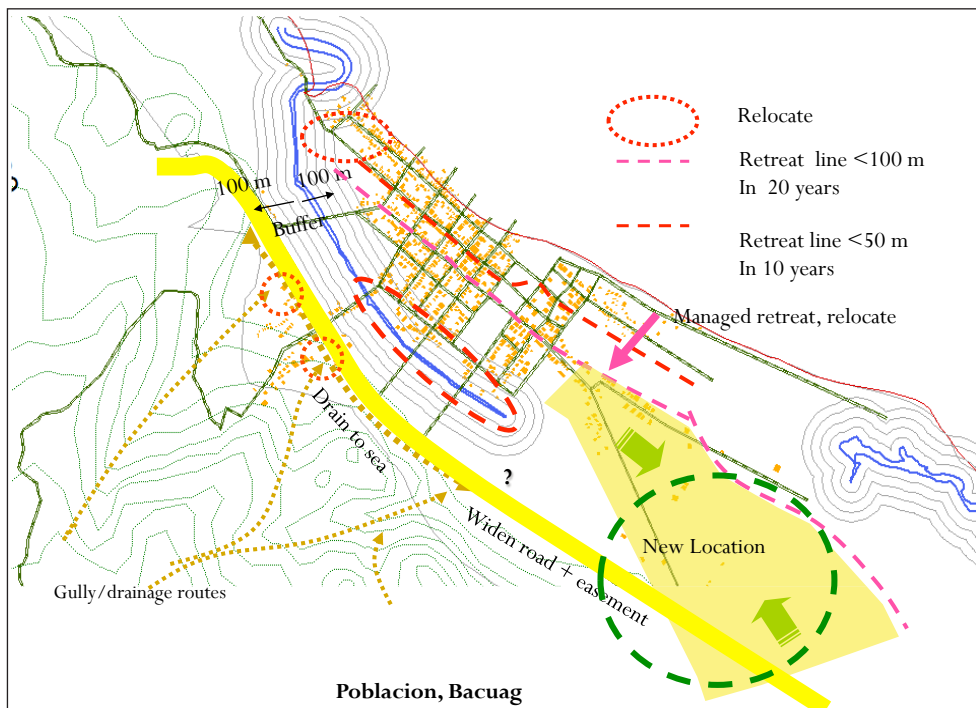 Relocate
Retreat line <100 m
In 20 years
Retreat line <50 m
In 10 years
100 m
100 m
Buffer
Managed retreat, relocate
Drain to sea
?
Widen road + easement
New Location
Gully/drainage routes
Poblacion, Bacuag